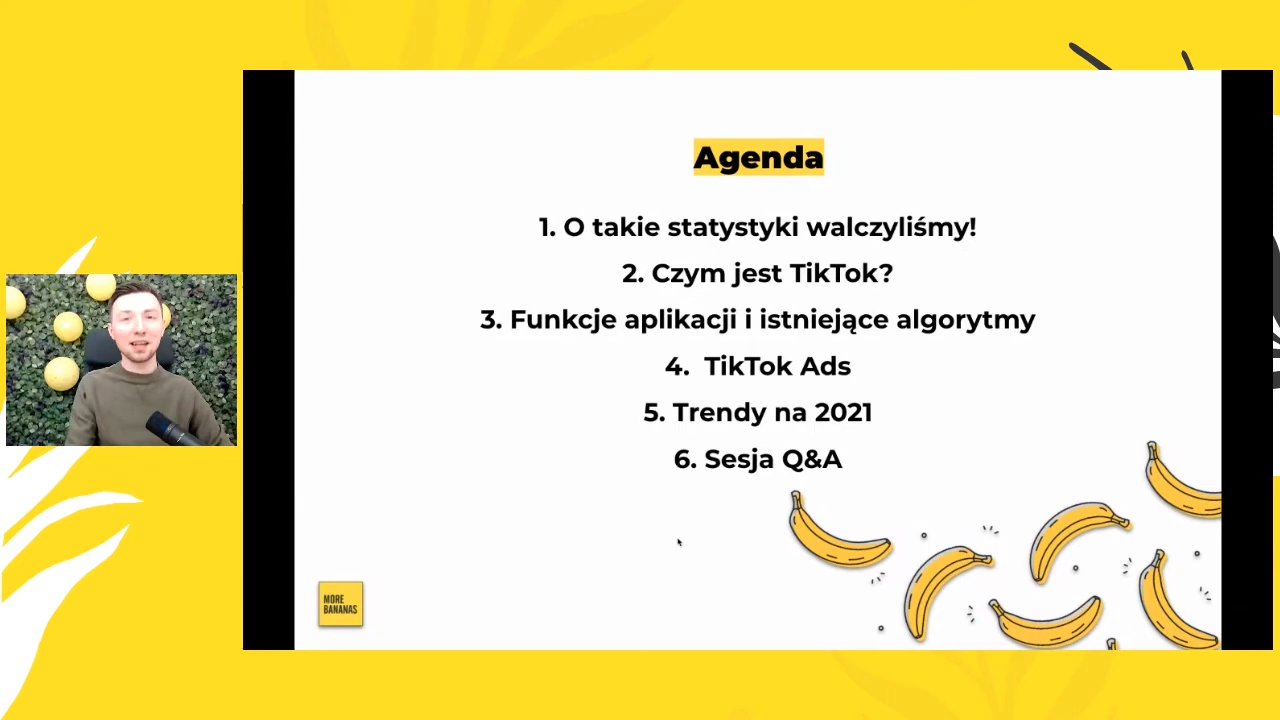 Agenda
1. O takie statystyki walczyliśmy!
2. Czym jest TikTok?
3. Funkcje aplikacji i istniejące algorytmy
4. TikTok Ads
5. Trendy na 2021
6. Sesja Q&A
MORE
BANANAS